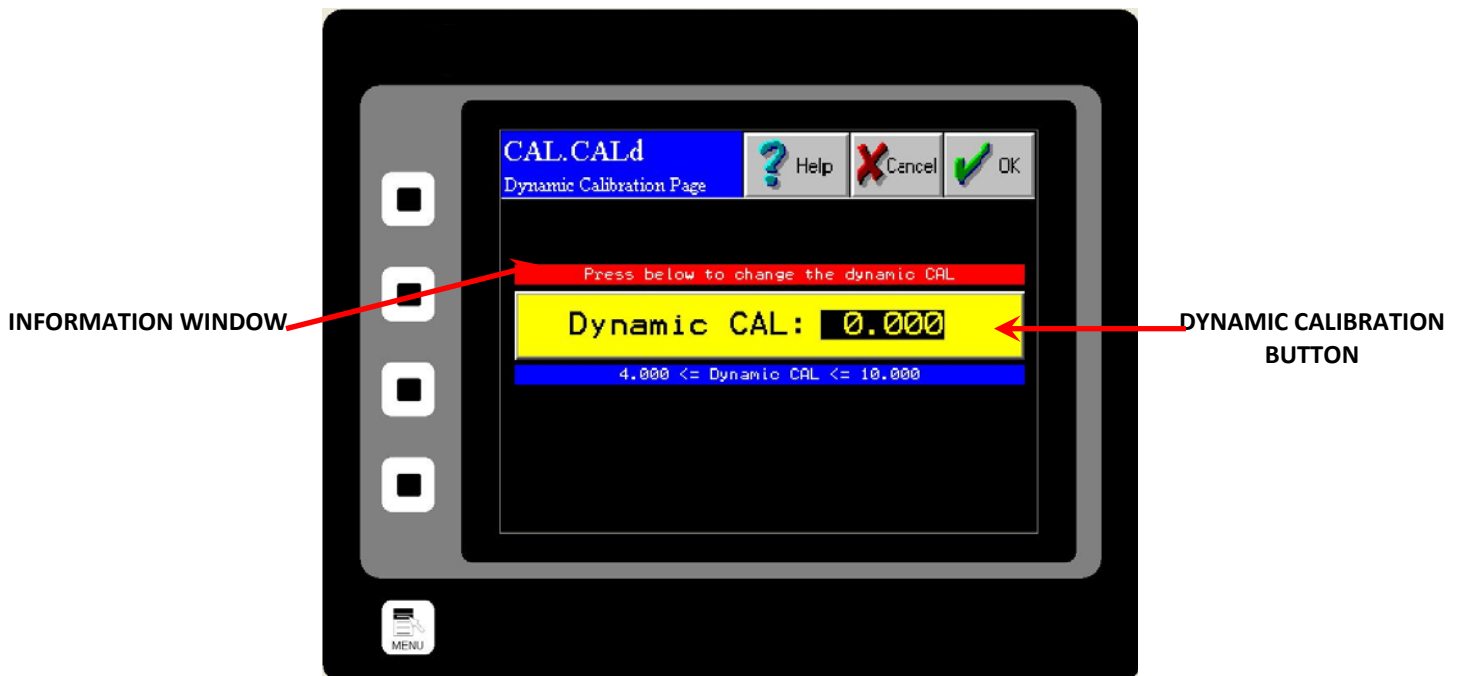 CAL.CALd
Dynamic Calibration Page
Help
Cancel
OK
Press below to change the dynamic CAL
INFORMATION WINDOW
Dynamic CAL: 0.000
DYNAMIC CALIBRATION
BUTTON
4.000 <= Dynamic CAL <= 10.000
MENU